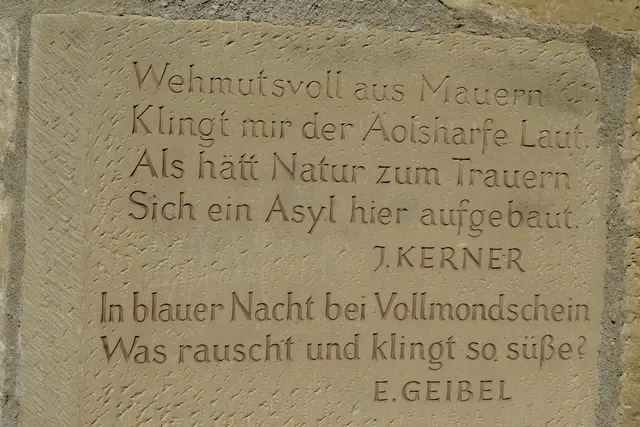 Wehmutsvoll aus Mauern
Klingt mir der Äolsharfe Laut.
Als hätt Natur zum Trauern
Sich ein Asyl hier aufgebaut.
J. KERNER
In blauer Nacht bei Vollmondschein
Was rauscht und klingt so süße?
E. GEIBEL